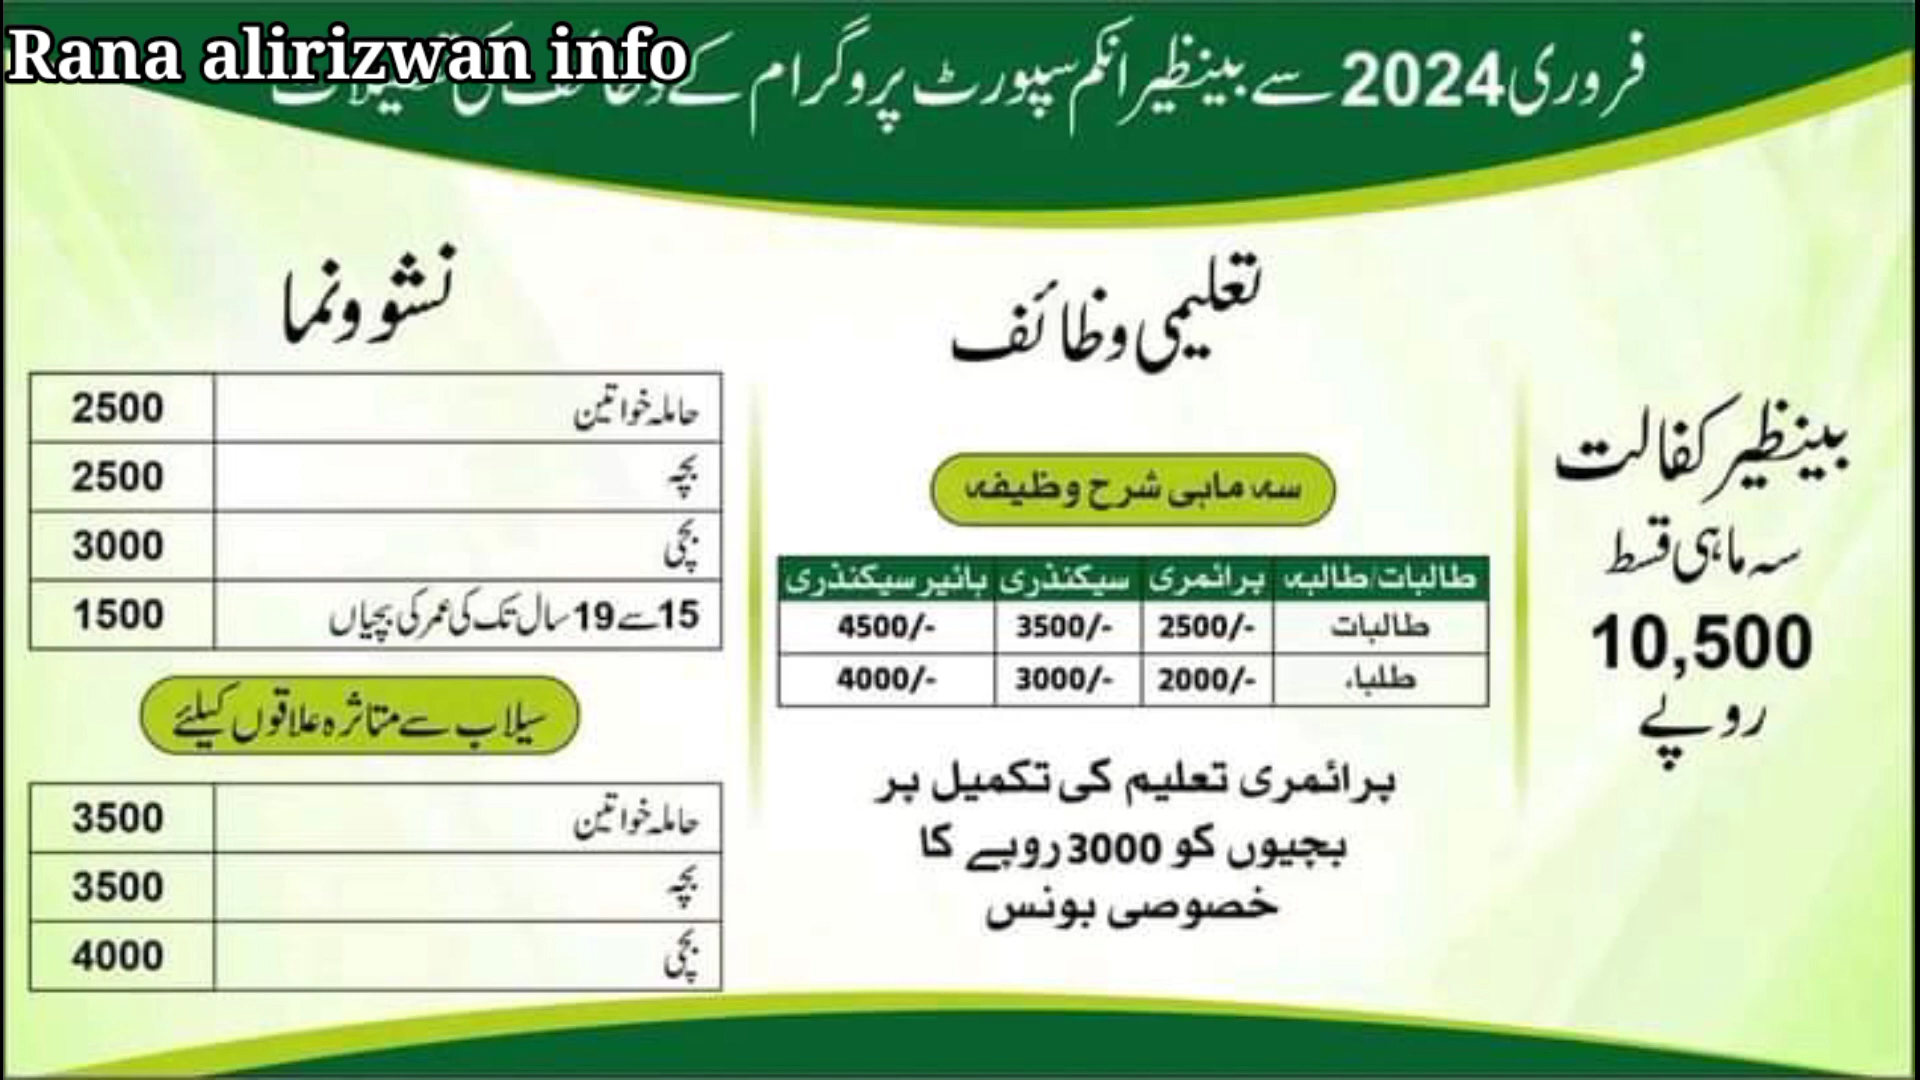 Rana alirizwan info
فروری 2024 سے بینظیر انکم سپورٹ پروگرام کے
بینظیر کفالت
سہ ماہی قسط
10,500
روپے
تعلیمی وظائف
سہ ماہی شرح وظیفہ
طالبات/طالبہ پرائمری سیکنڈری ہائیر سیکنڈری
طالبات 2500/- 3500/- 4500/-
طلباء 2000/- 3000/- 4000/-
پرائمری تعلیم کی تکمیل پر
بچیوں کو 3000 روپے کا
خصوصی بونس
نشوونما
حاملہ خواتین 2500
بچہ 2500
بچی 3000
15 سے 19 سال تک کی عمر کی بچیاں 1500
سیلاب سے متاثرہ علاقوں کیلئے
حاملہ خواتین 3500
بچہ 3500
بچی 4000